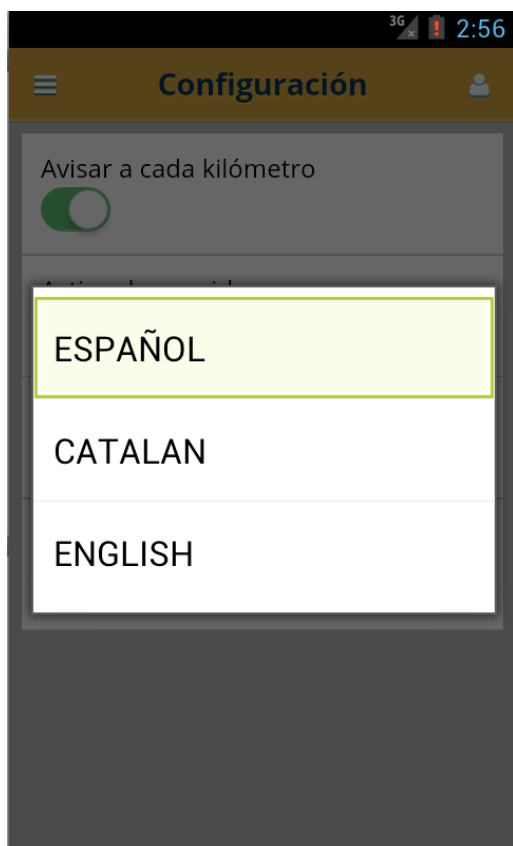 3G
2:56
Configuración
Avisar a cada kilómetro
ESPAÑOL
CATALAN
ENGLISH